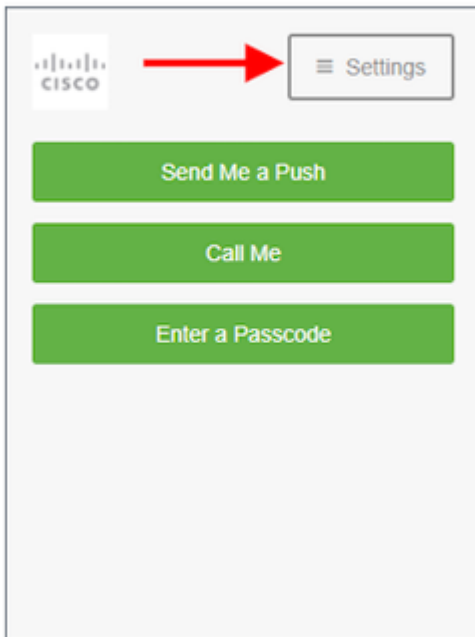 CISCO
≡ Settings
Send Me a Push
Call Me
Enter a Passcode